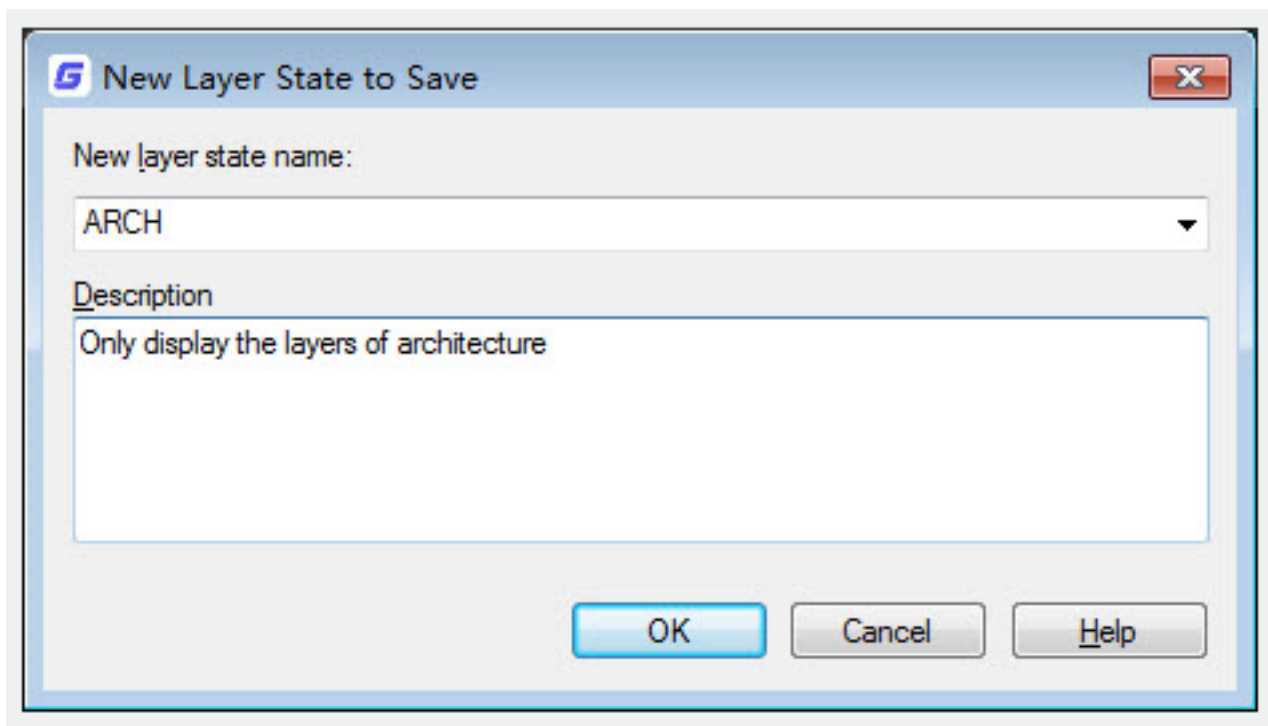 New Layer State to Save
New layer state name:
ARCH
Description
Only display the layers of architecture
OK Cancel Help